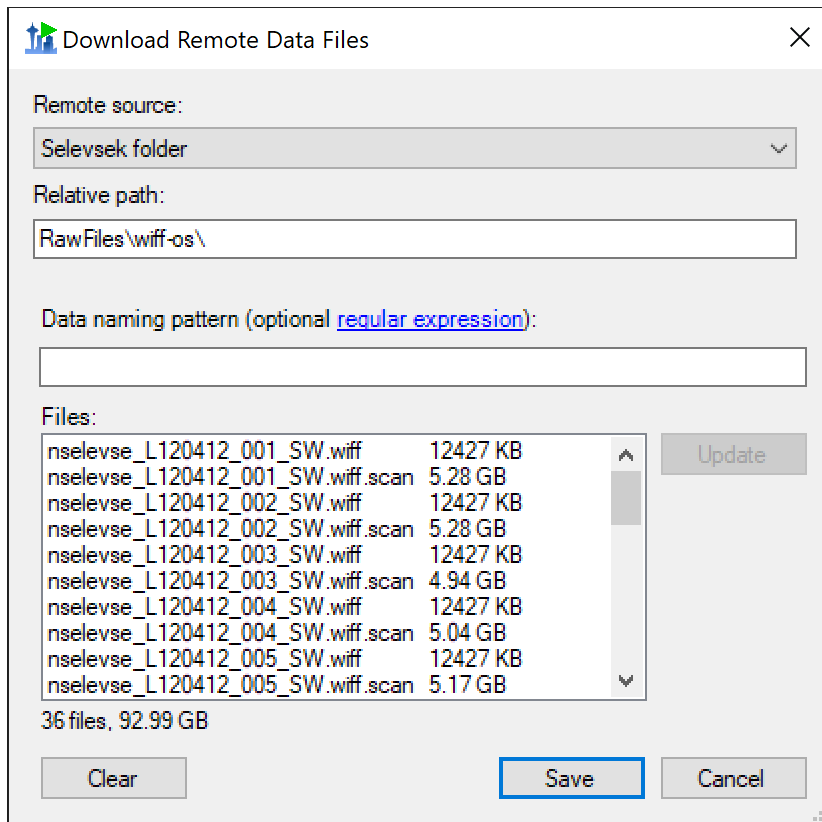 Download Remote Data Files
Remote source:
Selevsek folder
Relative path:
RawFiles\wiff-os\
Data naming pattern (optional regular expression):
Files:
nselevse_L120412_001_SW.wiff 12427 KB
nselevse_L120412_001_SW.wiff.scan 5.28 GB
nselevse_L120412_002_SW.wiff 12427 KB
nselevse_L120412_002_SW.wiff.scan 5.28 GB
nselevse_L120412_003_SW.wiff 12427 KB
nselevse_L120412_003_SW.wiff.scan 4.94 GB
nselevse_L120412_004_SW.wiff 12427 KB
nselevse_L120412_004_SW.wiff.scan 5.04 GB
nselevse_L120412_005_SW.wiff 12427 KB
nselevse_L120412_005_SW.wiff.scan 5.17 GB
Update
36 files, 92.99 GB
Clear Save Cancel